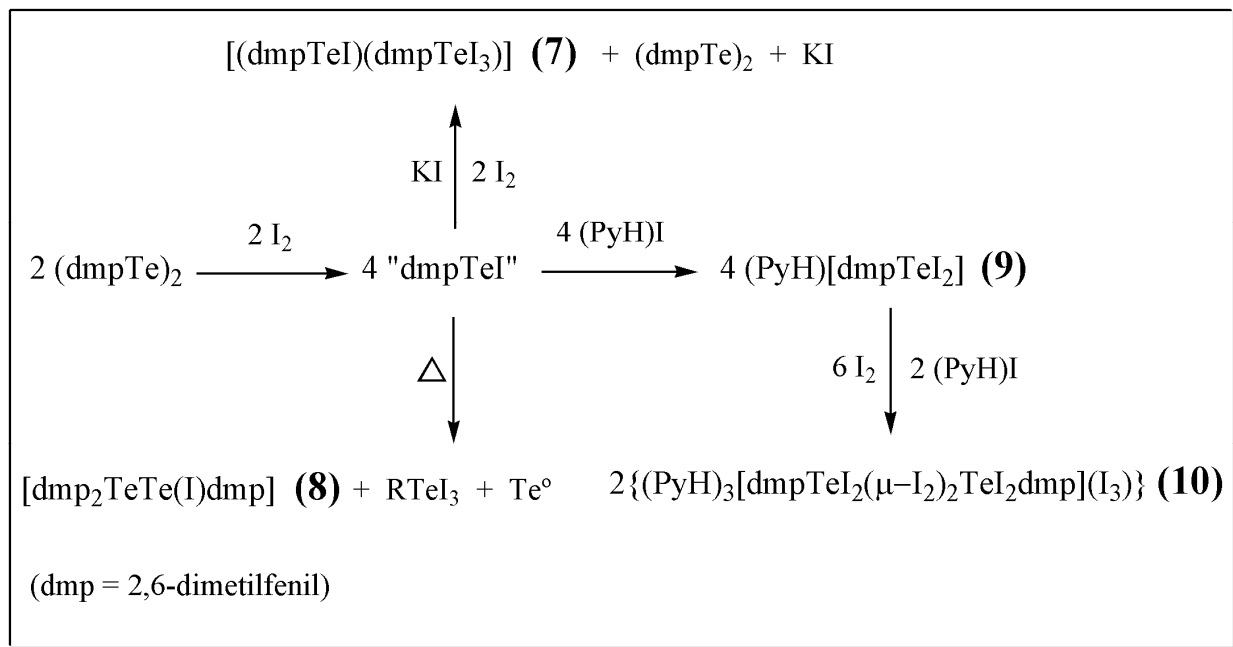 [(dmpTeI)(dmpTeI₃)] (7) + (dmpTe)₂ + KI
KI 2 I₂
2 (dmpTe)₂ 2 I₂ 4 "dmpTeI" 4 (PyH)I 4 (PyH)[dmpTeI₂] (9)
△ 6 I₂ 2 (PyH)I
[dmp₂TeTe(I)dmp] (8) + RTeI₃ + Teº 2{(PyH)₃[dmpTeI₂(μ–I₂)₂TeI₂dmp](I₃)} (10)
(dmp = 2,6-dimetilfenil)